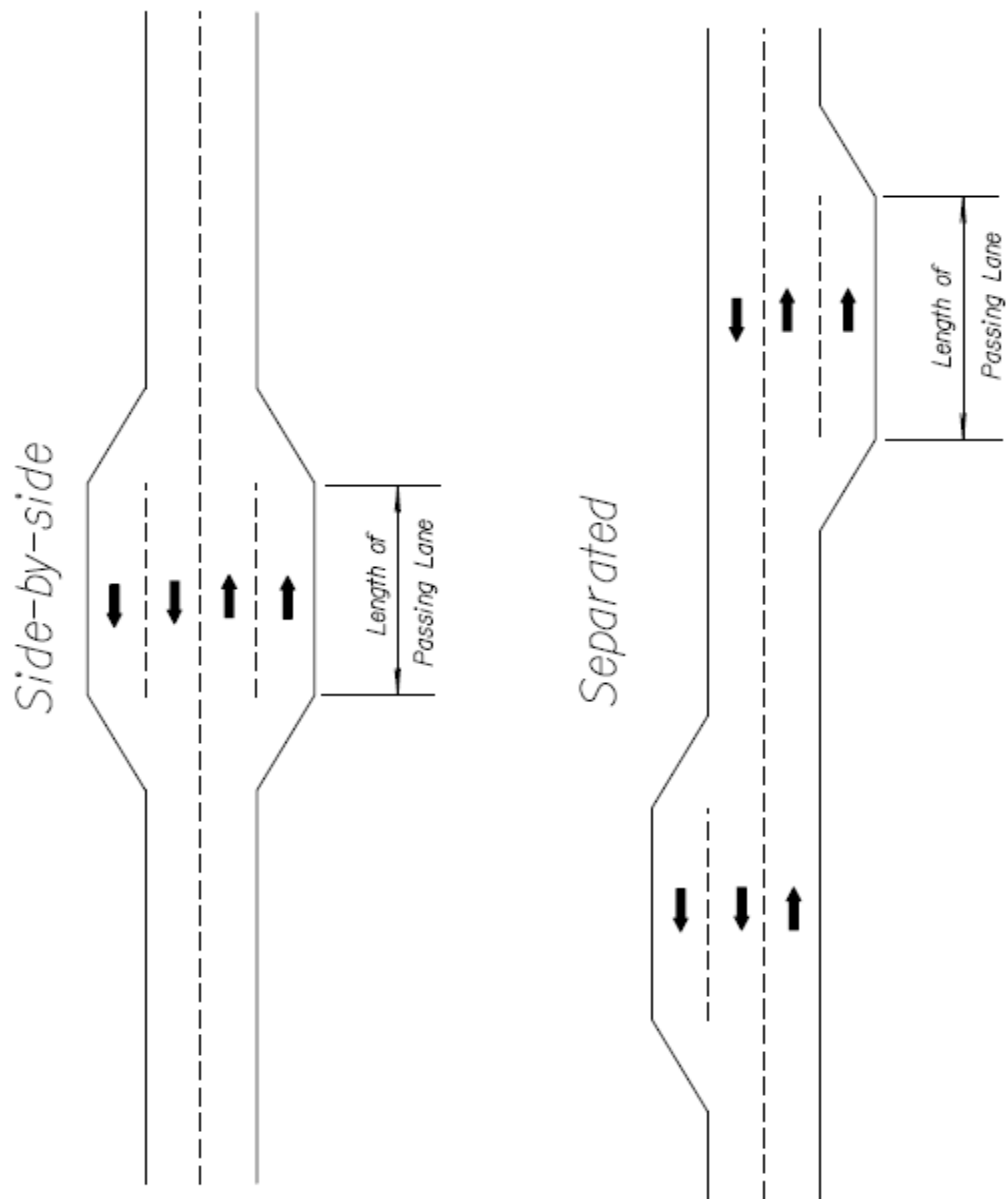 Side-by-side
Length of
Passing Lane
Separated
Length of
Passing Lane